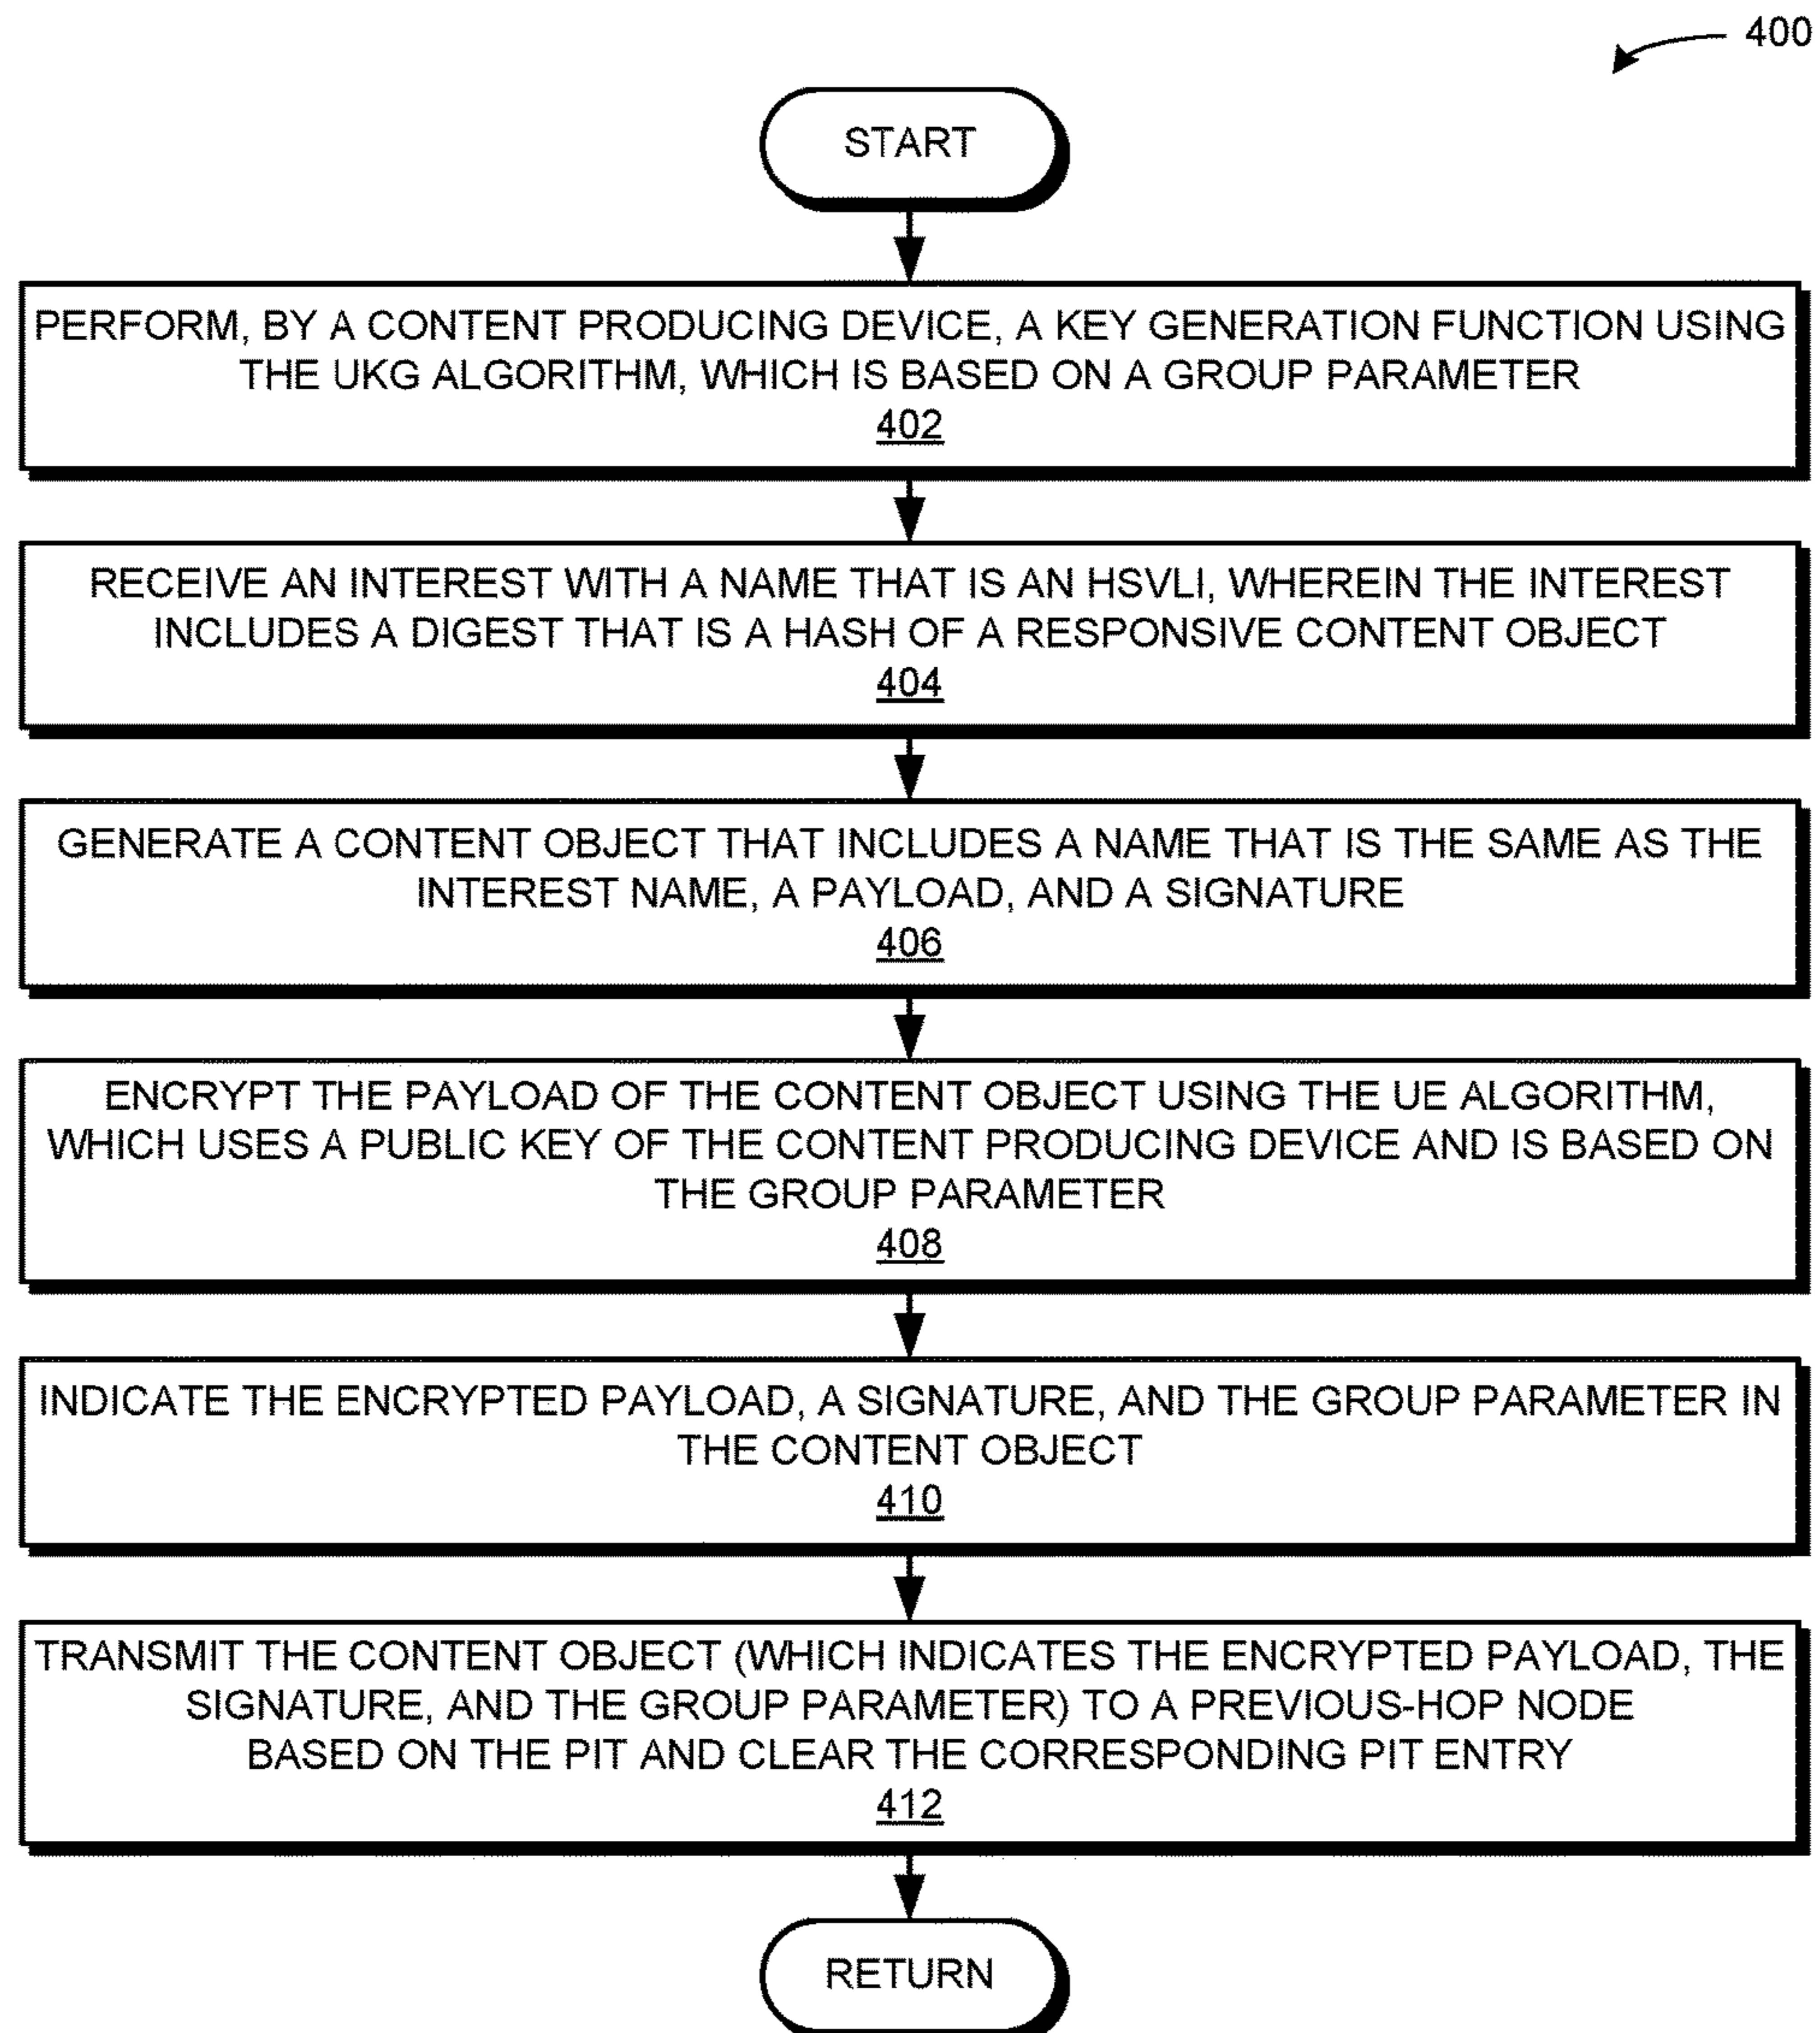 400
START
PERFORM, BY A CONTENT PRODUCING DEVICE, A KEY GENERATION FUNCTION USING
THE UKG ALGORITHM, WHICH IS BASED ON A GROUP PARAMETER
402
RECEIVE AN INTEREST WITH A NAME THAT IS AN HSVLI, WHEREIN THE INTEREST
INCLUDES A DIGEST THAT IS A HASH OF A RESPONSIVE CONTENT OBJECT
404
GENERATE A CONTENT OBJECT THAT INCLUDES A NAME THAT IS THE SAME AS THE
INTEREST NAME, A PAYLOAD, AND A SIGNATURE
406
ENCRYPT THE PAYLOAD OF THE CONTENT OBJECT USING THE UE ALGORITHM,
WHICH USES A PUBLIC KEY OF THE CONTENT PRODUCING DEVICE AND IS BASED ON
THE GROUP PARAMETER
408
INDICATE THE ENCRYPTED PAYLOAD, A SIGNATURE, AND THE GROUP PARAMETER IN
THE CONTENT OBJECT
410
TRANSMIT THE CONTENT OBJECT (WHICH INDICATES THE ENCRYPTED PAYLOAD, THE
SIGNATURE, AND THE GROUP PARAMETER) TO A PREVIOUS-HOP NODE
BASED ON THE PIT AND CLEAR THE CORRESPONDING PIT ENTRY
412
RETURN